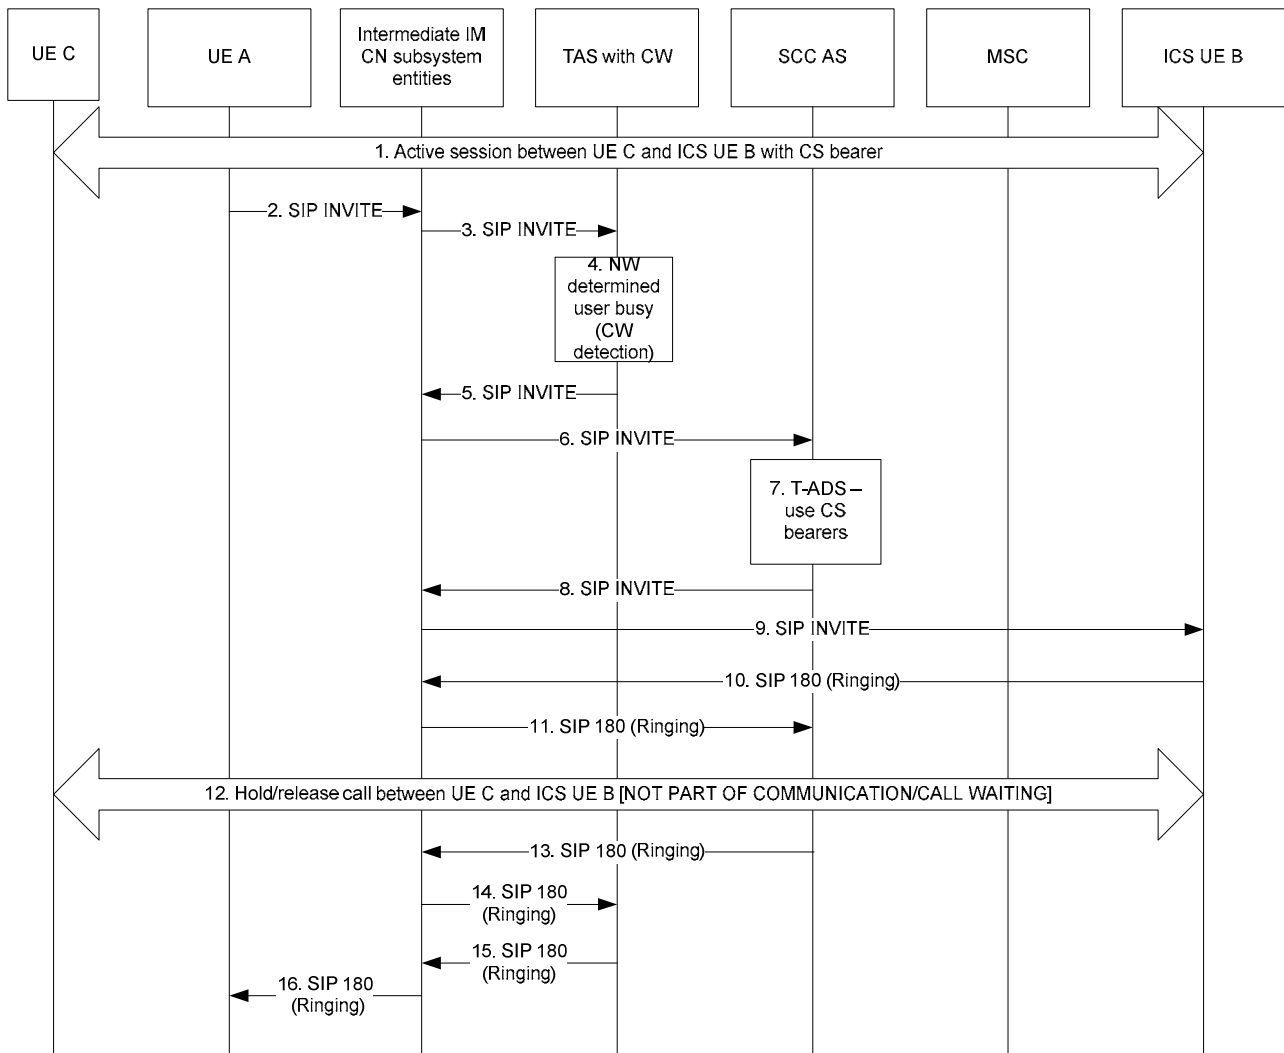 UE C
UE A
Intermediate IM
CN subsystem
entities
TAS with CW
SCC AS
MSC
ICS UE B
1. Active session between UE C and ICS UE B with CS bearer
2. SIP INVITE
3. SIP INVITE
4. NW
determined
user busy
(CW
detection)
5. SIP INVITE
6. SIP INVITE
7. T-ADS –
use CS
bearers
8. SIP INVITE
9. SIP INVITE
10. SIP 180 (Ringing)
11. SIP 180 (Ringing)
12. Hold/release call between UE C and ICS UE B [NOT PART OF COMMUNICATION/CALL WAITING]
13. SIP 180 (Ringing)
14. SIP 180
(Ringing)
15. SIP 180
(Ringing)
16. SIP 180
(Ringing)